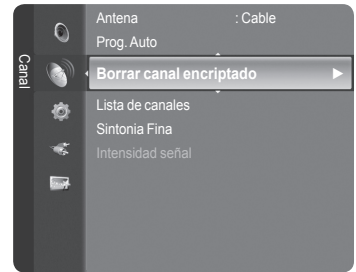 Canal
Antena : Cable
Prog. Auto
Borrar canal encriptado
Lista de canales
Sintonia Fina
Intensidad señal